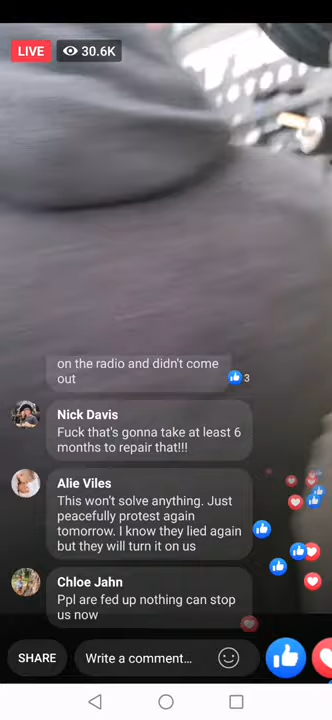 LIVE
30.6K
on the radio and didn't come
out
3
Nick Davis
Fuck that's gonna take at least 6
months to repair that!!!
Alie Viles
This won't solve anything. Just
peacefully protest again
tomorrow. I know they lied again
but they will turn it on us
Chloe Jahn
Ppl are fed up nothing can stop
us now
SHARE
Write a comment...